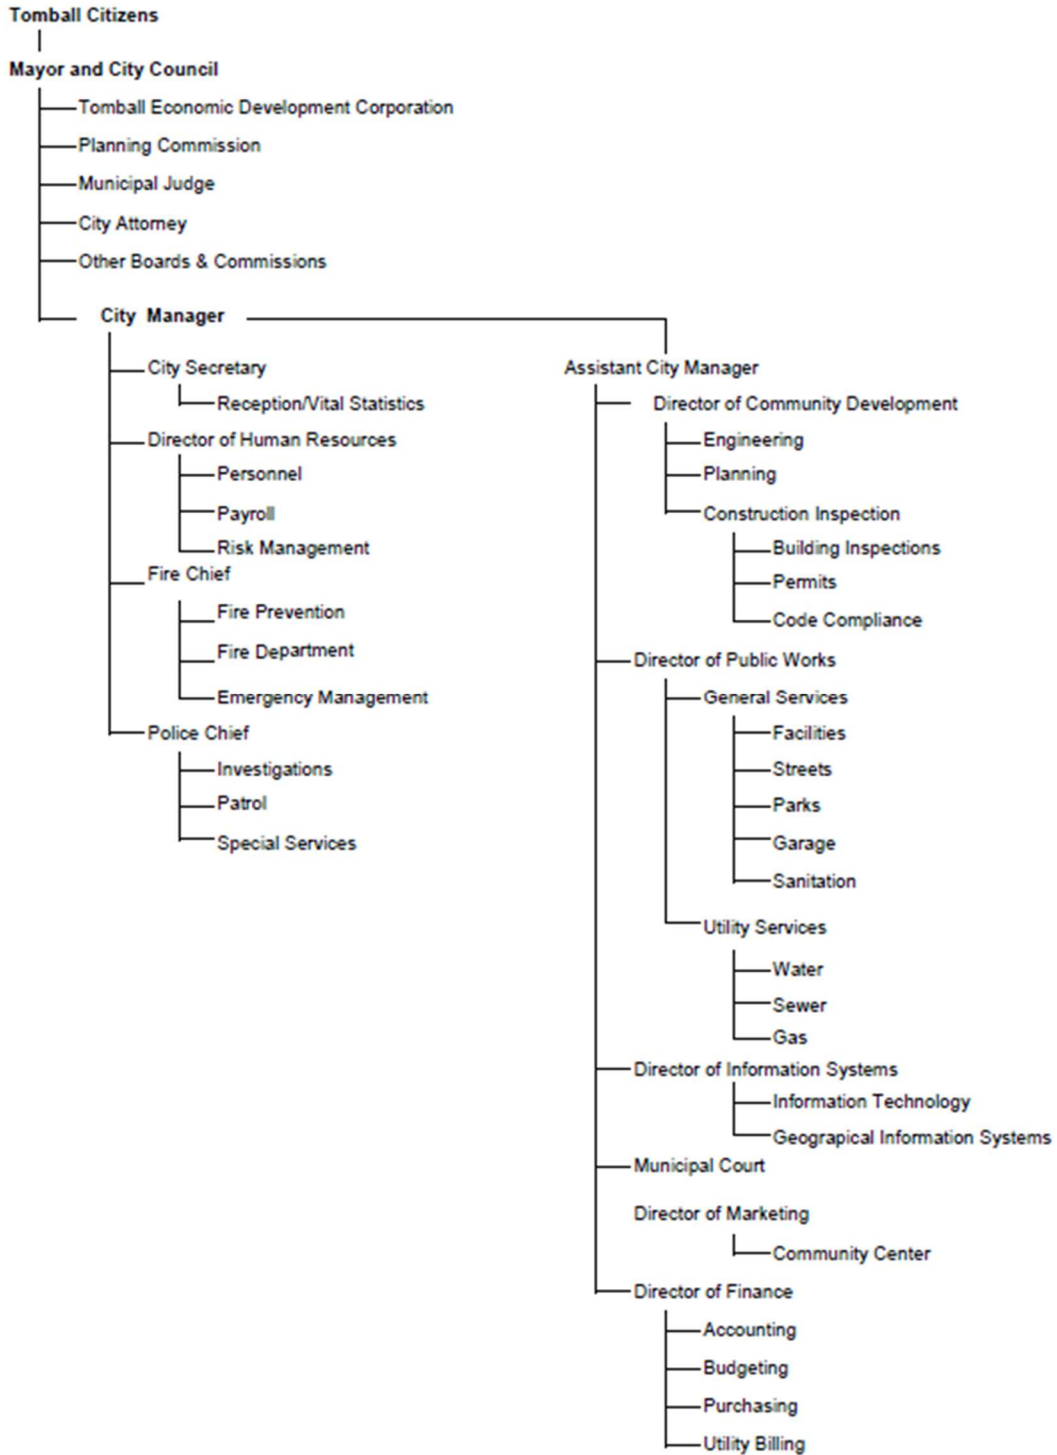 Tomball Citizens
Mayor and City Council
Tomball Economic Development Corporation
Planning Commission
Municipal Judge
City Attorney
Other Boards & Commissions
City Manager
City Secretary
Reception/Vital Statistics
Director of Human Resources
Personnel
Payroll
Risk Management
Fire Chief
Fire Prevention
Fire Department
Emergency Management
Police Chief
Investigations
Patrol
Special Services
Assistant City Manager
Director of Community Development
Engineering
Planning
Construction Inspection
Building Inspections
Permits
Code Compliance
Director of Public Works
General Services
Facilities
Streets
Parks
Garage
Sanitation
Utility Services
Water
Sewer
Gas
Director of Information Systems
Information Technology
Geograpical Information Systems
Municipal Court
Director of Marketing
Community Center
Director of Finance
Accounting
Budgeting
Purchasing
Utility Billing